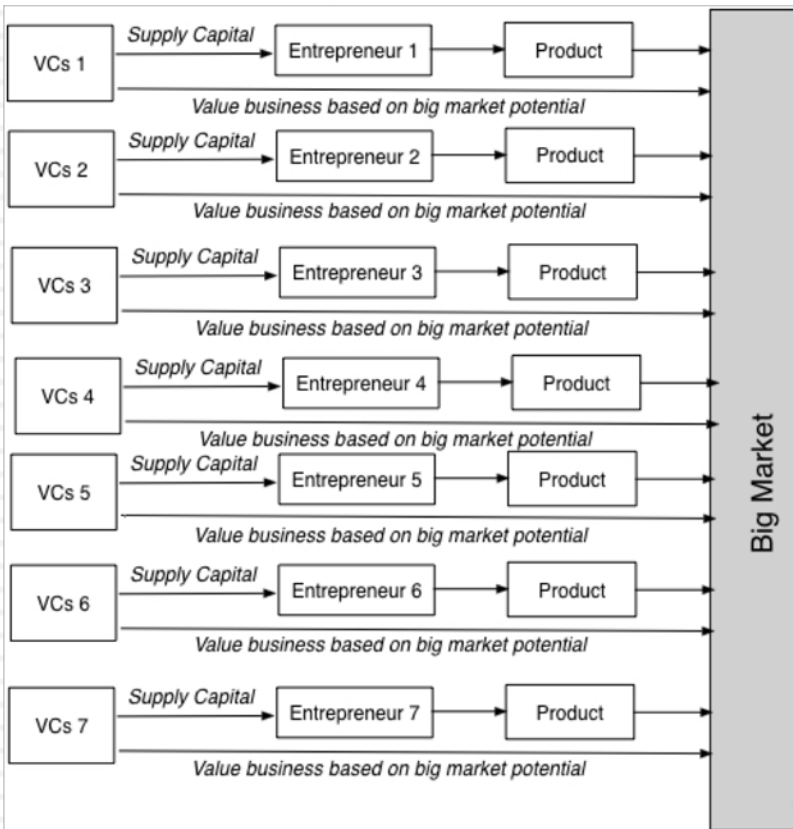 Supply Capital
VCs 1
Entrepreneur 1
Product
Value business based on big market potential
Supply Capital
VCs 2
Entrepreneur 2
Product
Value business based on big market potential
Supply Capital
VCs 3
Entrepreneur 3
Product
Value business based on big market potential
Supply Capital
VCs 4
Entrepreneur 4
Product
Value business based on big market potential
Supply Capital
VCs 5
Entrepreneur 5
Product
Value business based on big market potential
Supply Capital
VCs 6
Entrepreneur 6
Product
Value business based on big market potential
Supply Capital
VCs 7
Entrepreneur 7
Product
Value business based on big market potential
Big Market